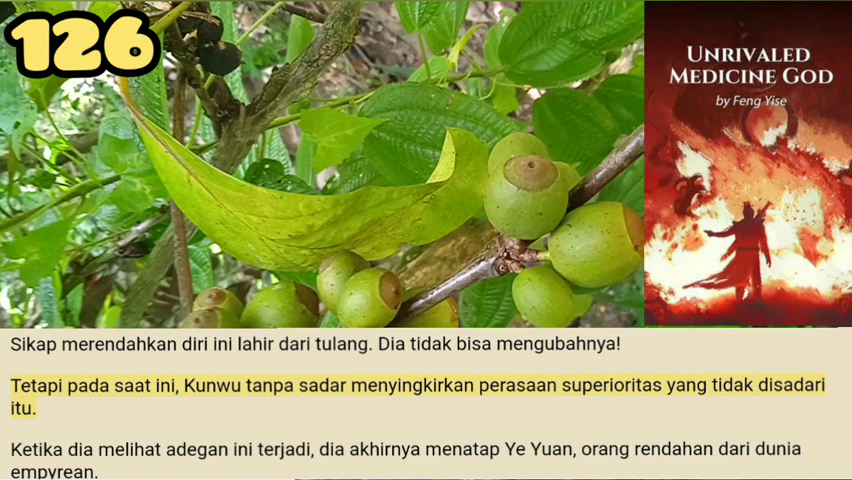 126
UNRIVALED
MEDICINE GOD
by Feng Yise
Sikap merendahkan diri ini lahir dari tulang. Dia tidak bisa mengubahnya!
Tetapi pada saat ini, Kunwu tanpa sadar menyingkirkan perasaan superioritas yang tidak disadari
itu.
Ketika dia melihat adegan ini terjadi, dia akhirnya menatap Ye Yuan, orang rendahan dari dunia
empyrean.